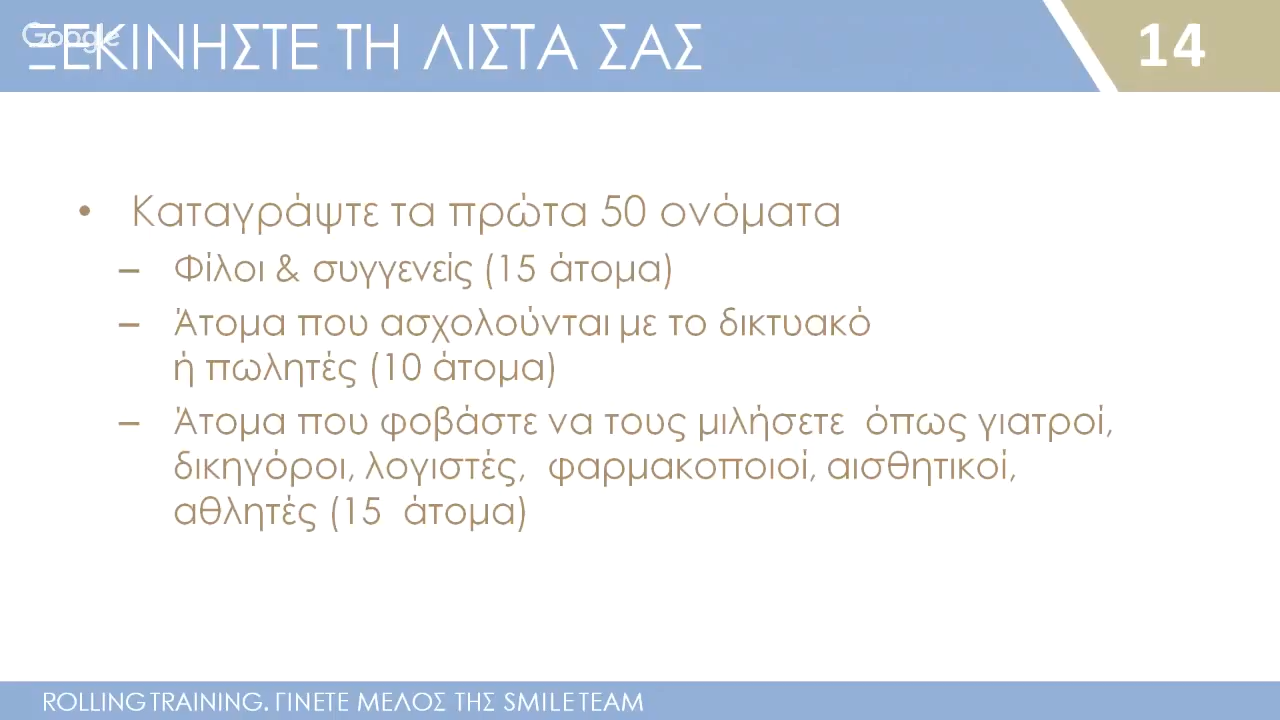 ΞΕΚΙΝΗΣΤΕ ΤΗ ΛΙΣΤΑ ΣΑΣ
Google
14
• Καταγράψτε τα πρώτα 50 ονόματα
– Φίλοι & συγγενείς (15 άτομα)
– Άτομα που ασχολούνται με το δικτυακό
ή πωλητές (10 άτομα)
– Άτομα που φοβάστε να τους μιλήσετε όπως γιατροί,
δικηγόροι, λογιστές, φαρμακοποιοί, αισθητικοί,
αθλητές (15 άτομα)
ROLLING TRAINING. ΓΙΝΕΤΕ ΜΕΛΟΣ ΤΗΣ SMILE TEAM